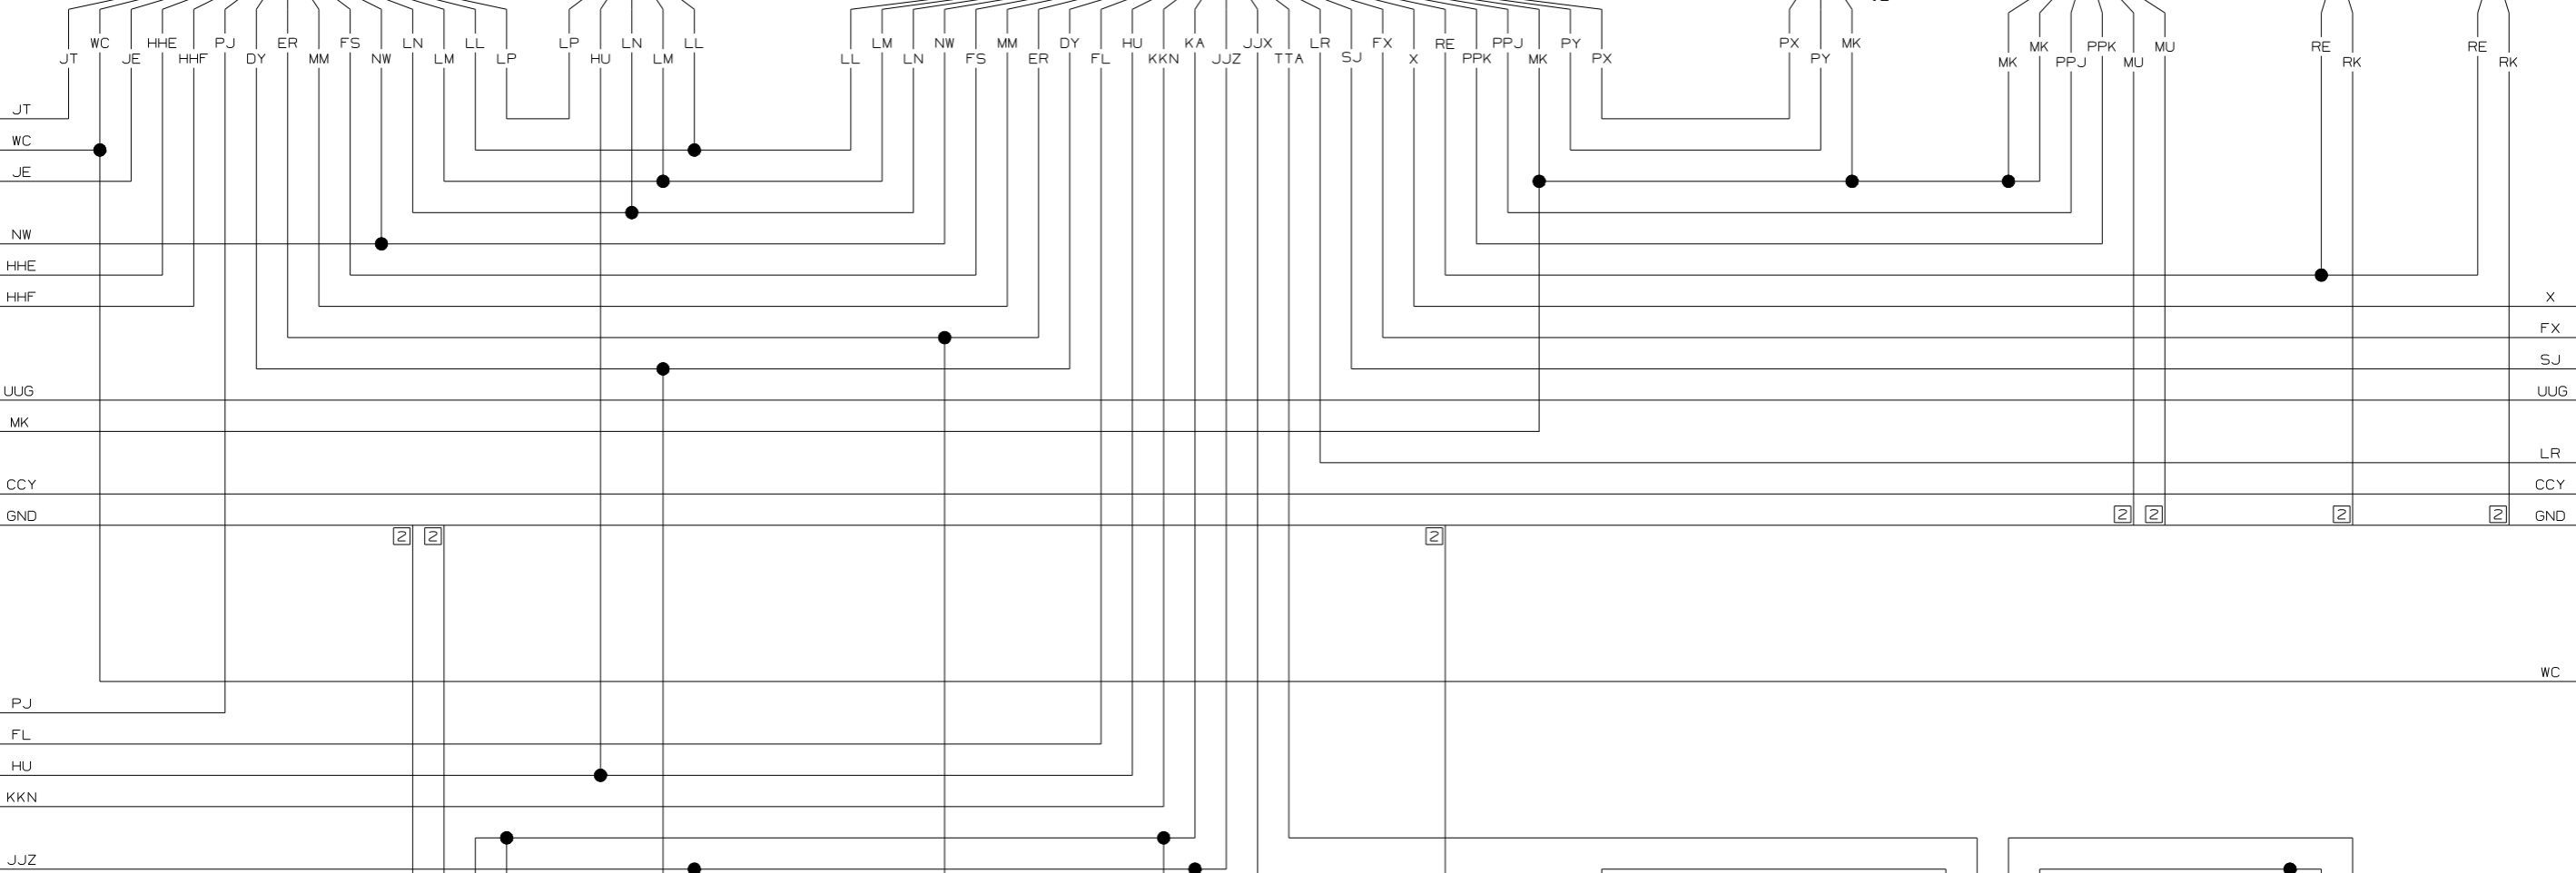 WC HHE PJ ER FS LN LL LP LN LL LM NW MM DY HU KA JJX LR FX RE PPJ PY PX MK MK PPK MU RE RE
JT JE HHF DY MM NW LM LP HU LM LL LN FS ER FL KKN JJZ TTA SJ X PPK MK PX PY MK PPJ MU RK RK
JT
WC
JE
NW
HHE
HHF
X
FX
SJ
UUG UUG
MK
LR
CCY CCY
GND 2 2 2 2 GND
2 2 2
WC
PJ
FL
HU
KKN
JJZ